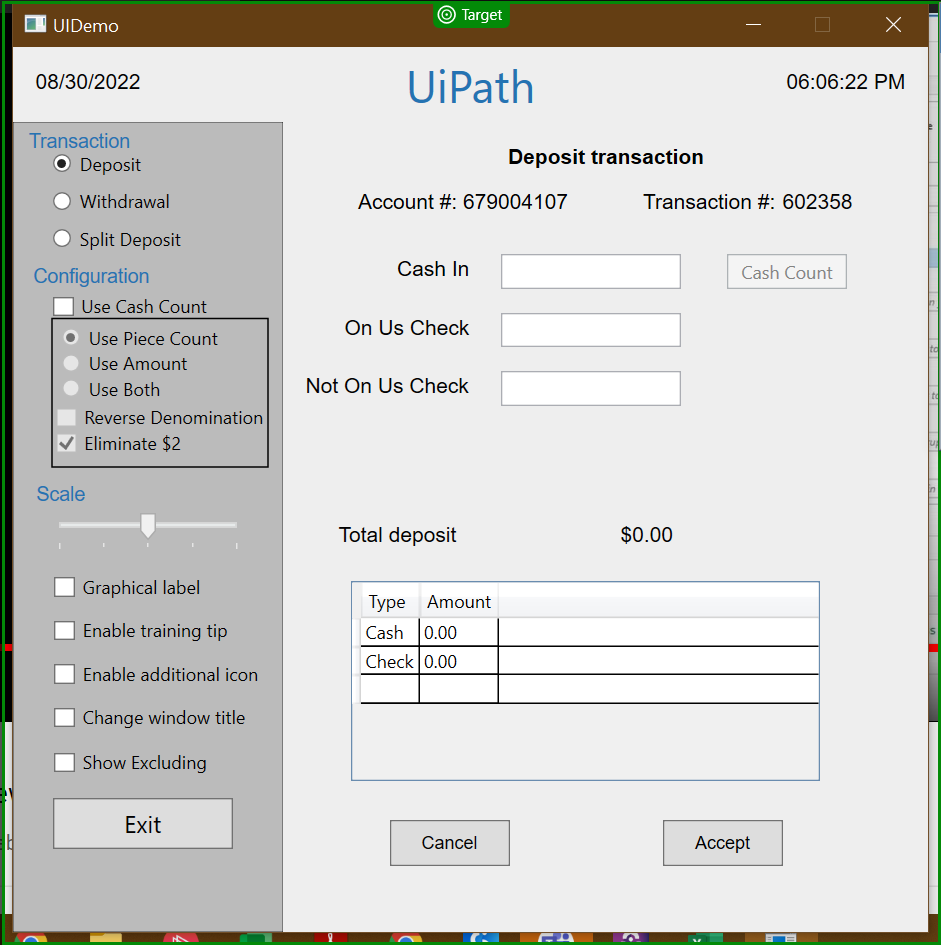 Target
UIDemo
08/30/2022
UiPath
06:06:22 PM
Transaction
Deposit
Withdrawal
Split Deposit
Configuration
Use Cash Count
Use Piece Count
Use Amount
Use Both
Reverse Denomination
Eliminate $2
Scale
Graphical label
Enable training tip
Enable additional icon
Change window title
Show Excluding
Exit
Deposit transaction
Account #: 679004107 Transaction #: 602358
Cash In
Cash Count
On Us Check
Not On Us Check
Total deposit $0.00
Type Amount
Cash 0.00
Check 0.00
Cancel Accept